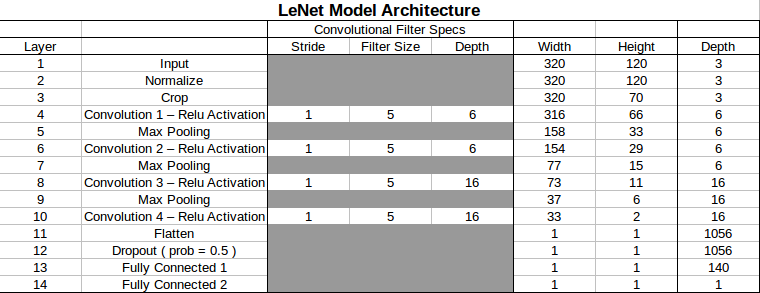 LeNet Model Architecture
Convolutional Filter Specs
Layer Stride Filter Size Depth Width Height Depth
1 Input 320 120 3
2 Normalize 320 120 3
3 Crop 320 70 3
4 Convolution 1 – Relu Activation 1 5 6 316 66 6
5 Max Pooling 158 33 6
6 Convolution 2 – Relu Activation 1 5 6 154 29 6
7 Max Pooling 77 15 6
8 Convolution 3 – Relu Activation 1 5 16 73 11 16
9 Max Pooling 37 6 16
10 Convolution 4 – Relu Activation 1 5 16 33 2 16
11 Flatten 1 1 1056
12 Dropout ( prob = 0.5 ) 1 1 1056
13 Fully Connected 1 1 1 140
14 Fully Connected 2 1 1 1